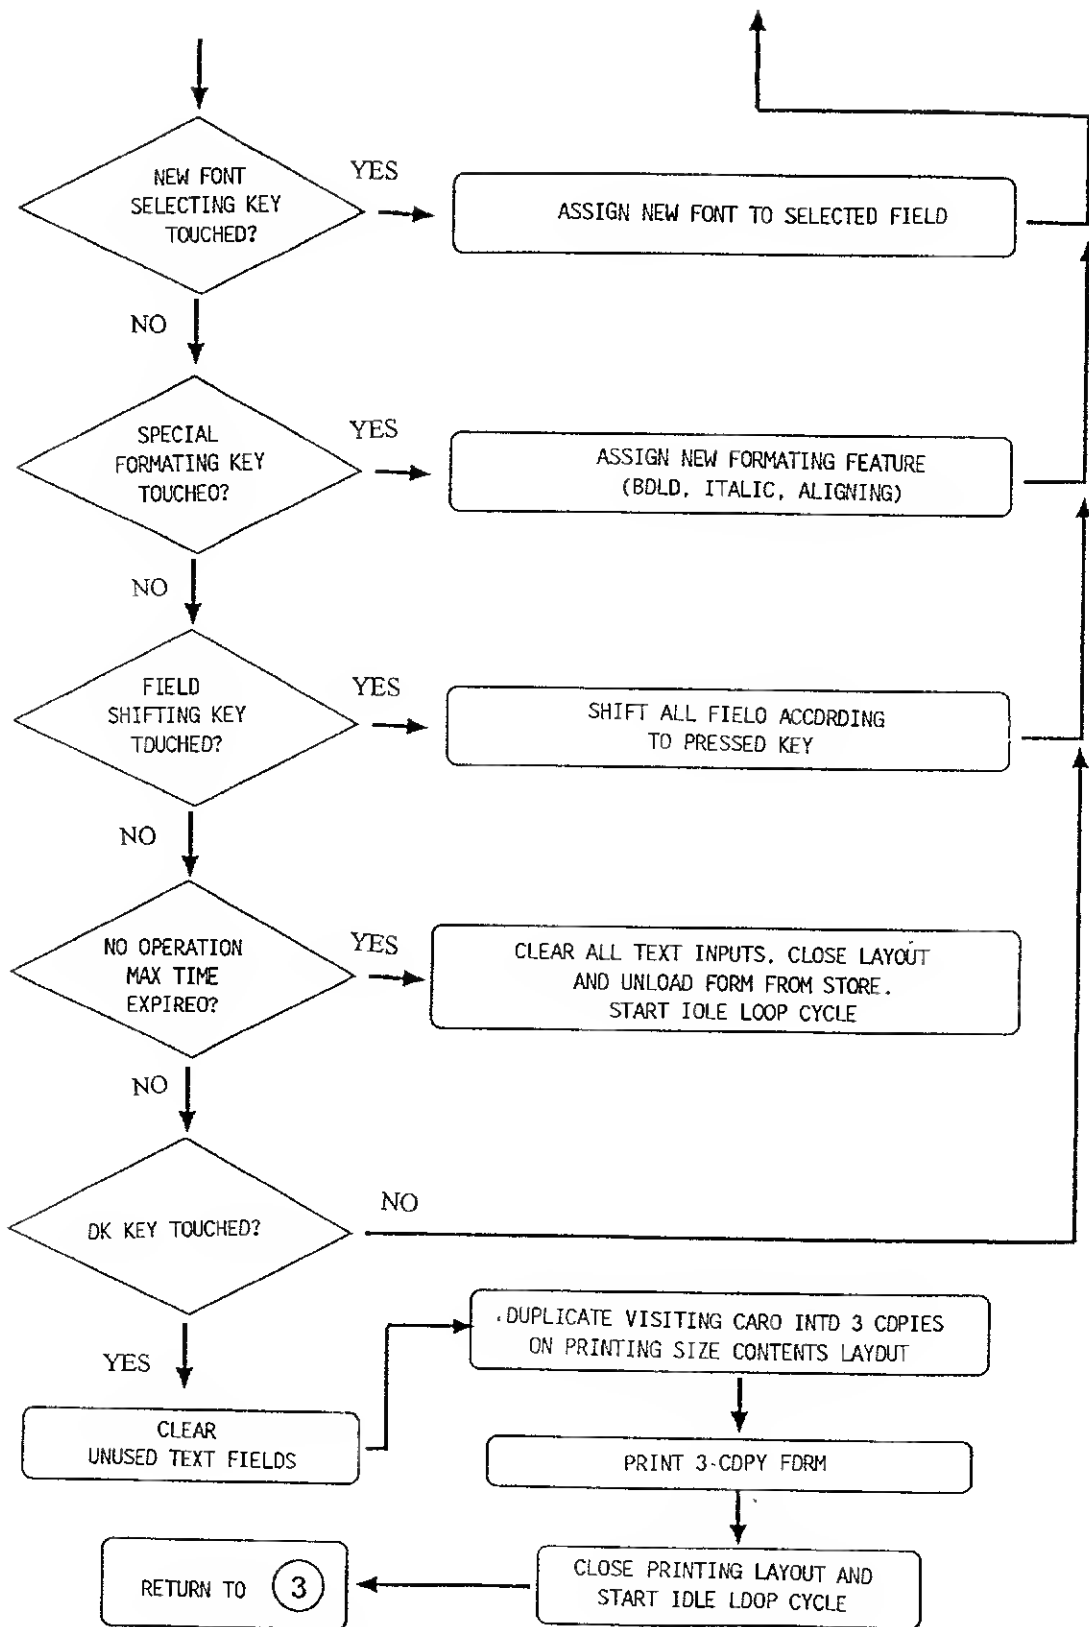 NEW FONT
SELECTING KEY
TOUCHED?
YES
ASSIGN NEW FONT TO SELECTED FIELD
NO
SPECIAL
FORMATING KEY
TOUCHEO?
YES
ASSIGN NEW FORMATING FEATURE
(BDLD, ITALIC, ALIGNING)
NO
FIELD
SHIFTING KEY
TDUCHED?
YES
SHIFT ALL FIELO ACCDRDING
TO PRESSED KEY
NO
NO OPERATION
MAX TIME
EXPIREO?
YES
CLEAR ALL TEXT INPUTS. CLOSE LAYOUT
AND UNLOAD FORM FROM STORE.
START IOLE LOOP CYCLE
NO
DK KEY TOUCHED?
NO
YES
CLEAR
UNUSED TEXT FIELDS
DUPLICATE VISITING CARO INTD 3 CDPIES
ON PRINTING SIZE CONTENTS LAYDUT
PRINT 3-CDPY FDRM
CLOSE PRINTING LAYOUT AND
START IDLE LDDP CYCLE
RETURN TO 3